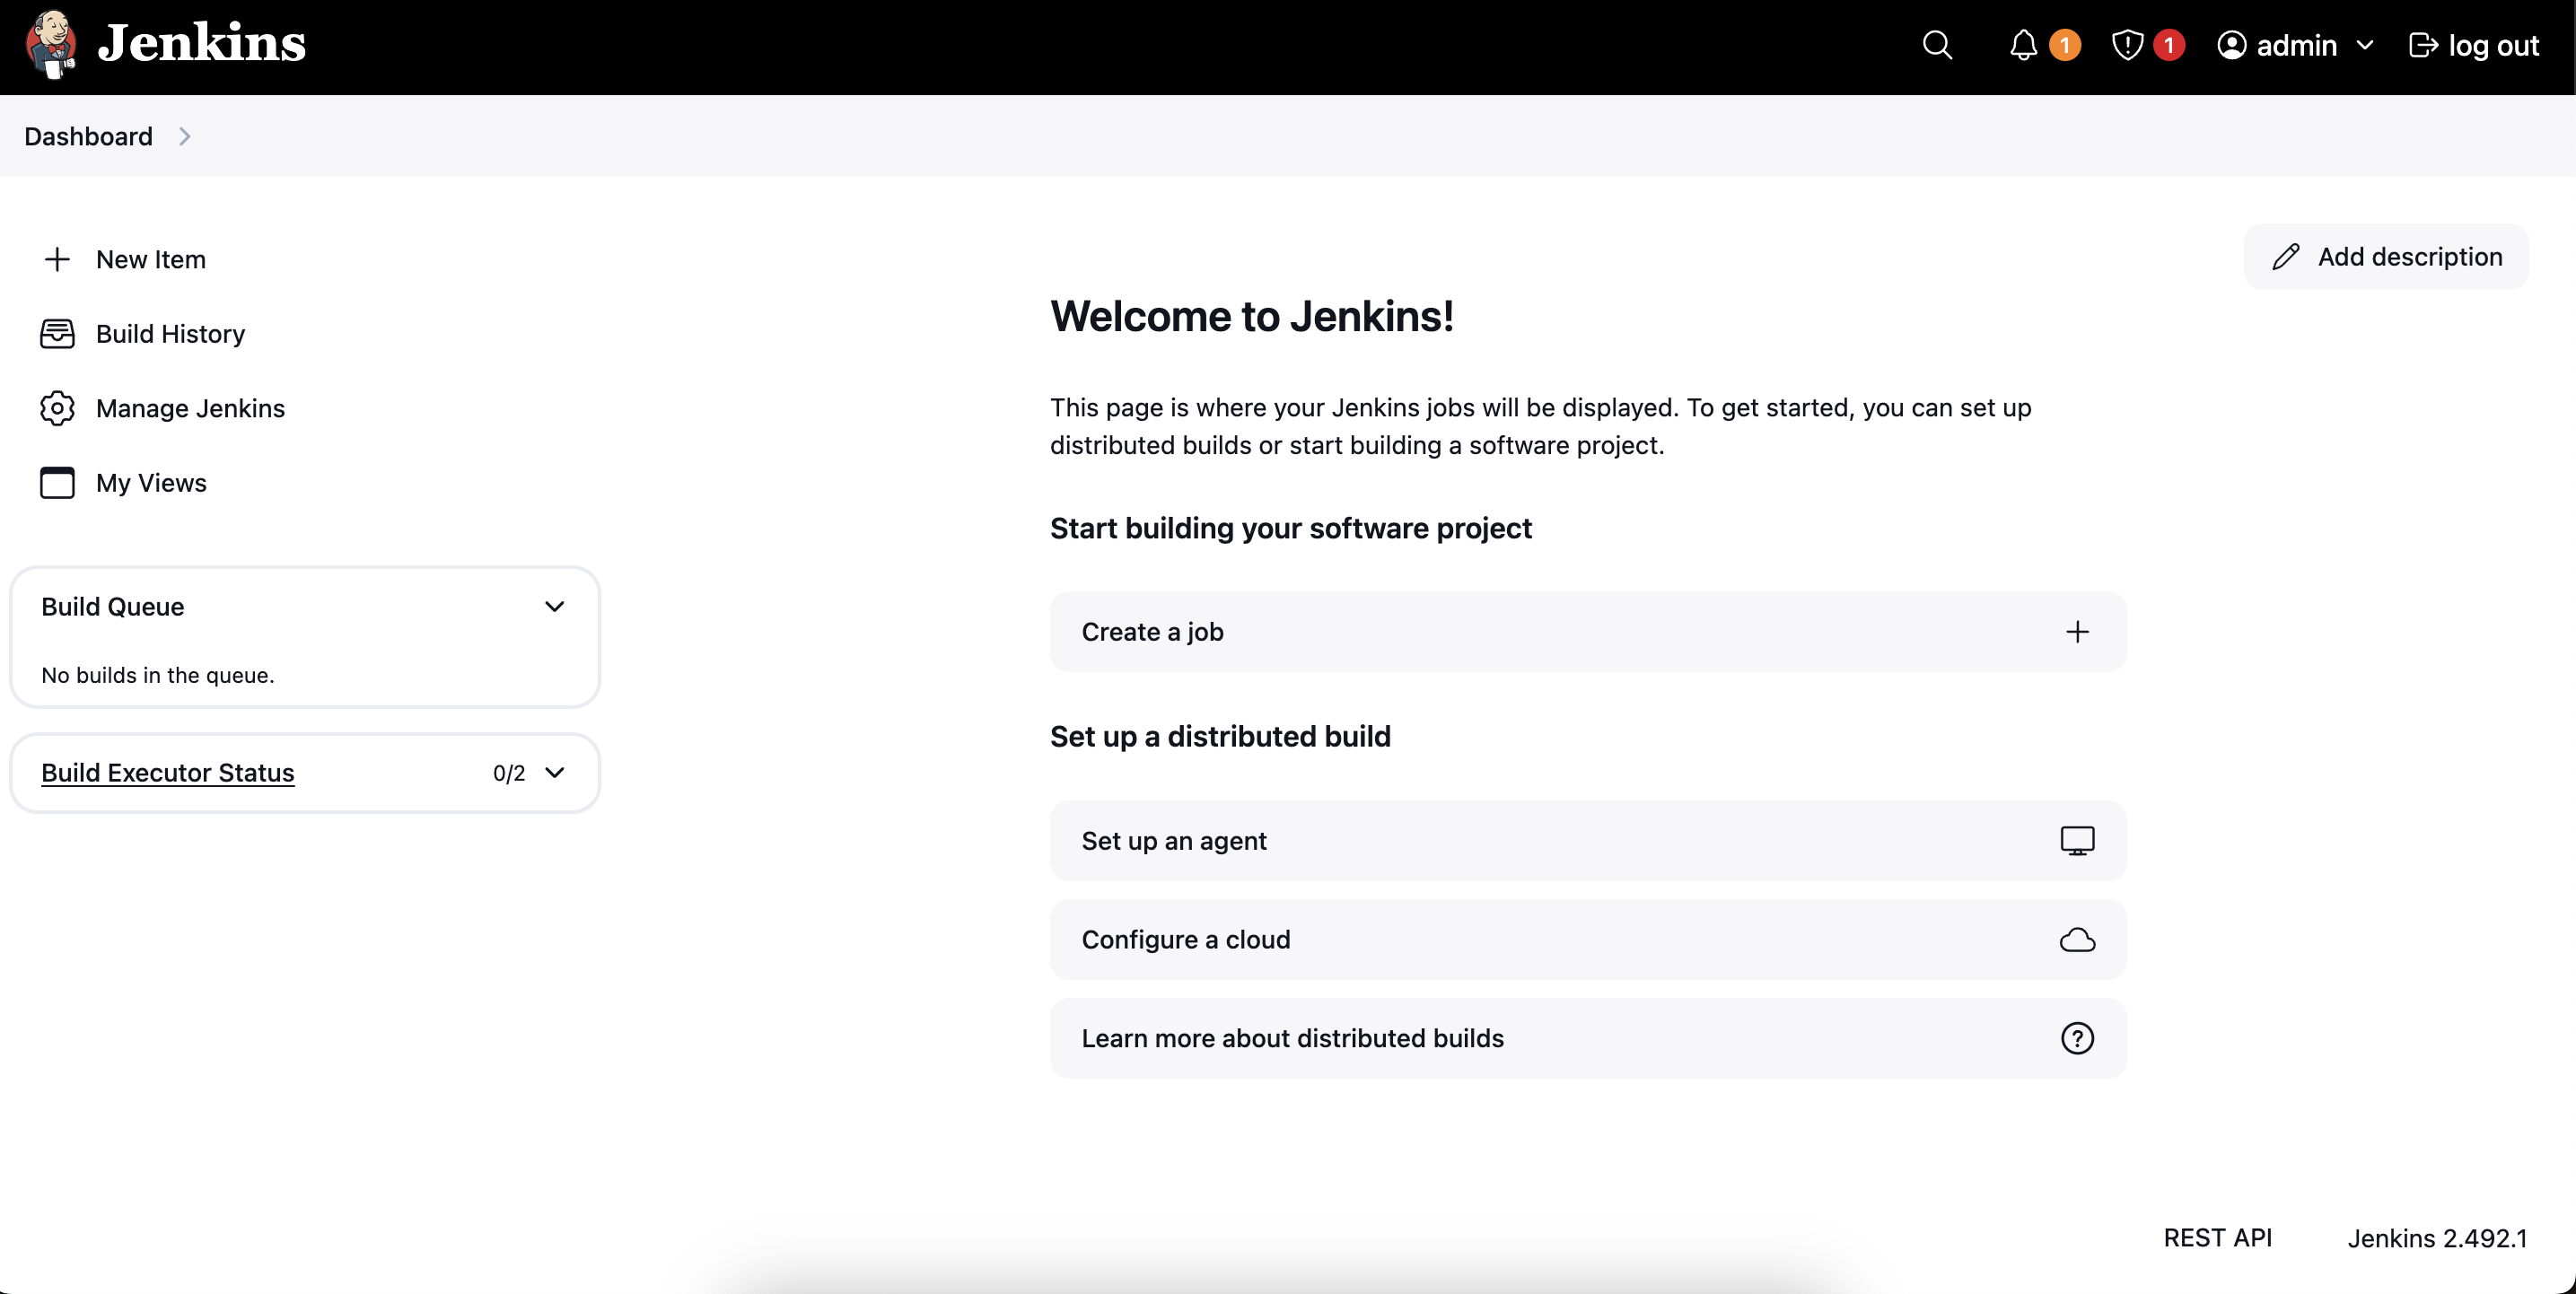 Jenkins
1
1
admin
log out
Dashboard
New Item
Build History
Manage Jenkins
My Views
Build Queue
No builds in the queue.
Build Executor Status
0/2
Add description
Welcome to Jenkins!
This page is where your Jenkins jobs will be displayed. To get started, you can set up
distributed builds or start building a software project.
Start building your software project
Create a job
Set up a distributed build
Set up an agent
Configure a cloud
Learn more about distributed builds
REST API
Jenkins 2.492.1